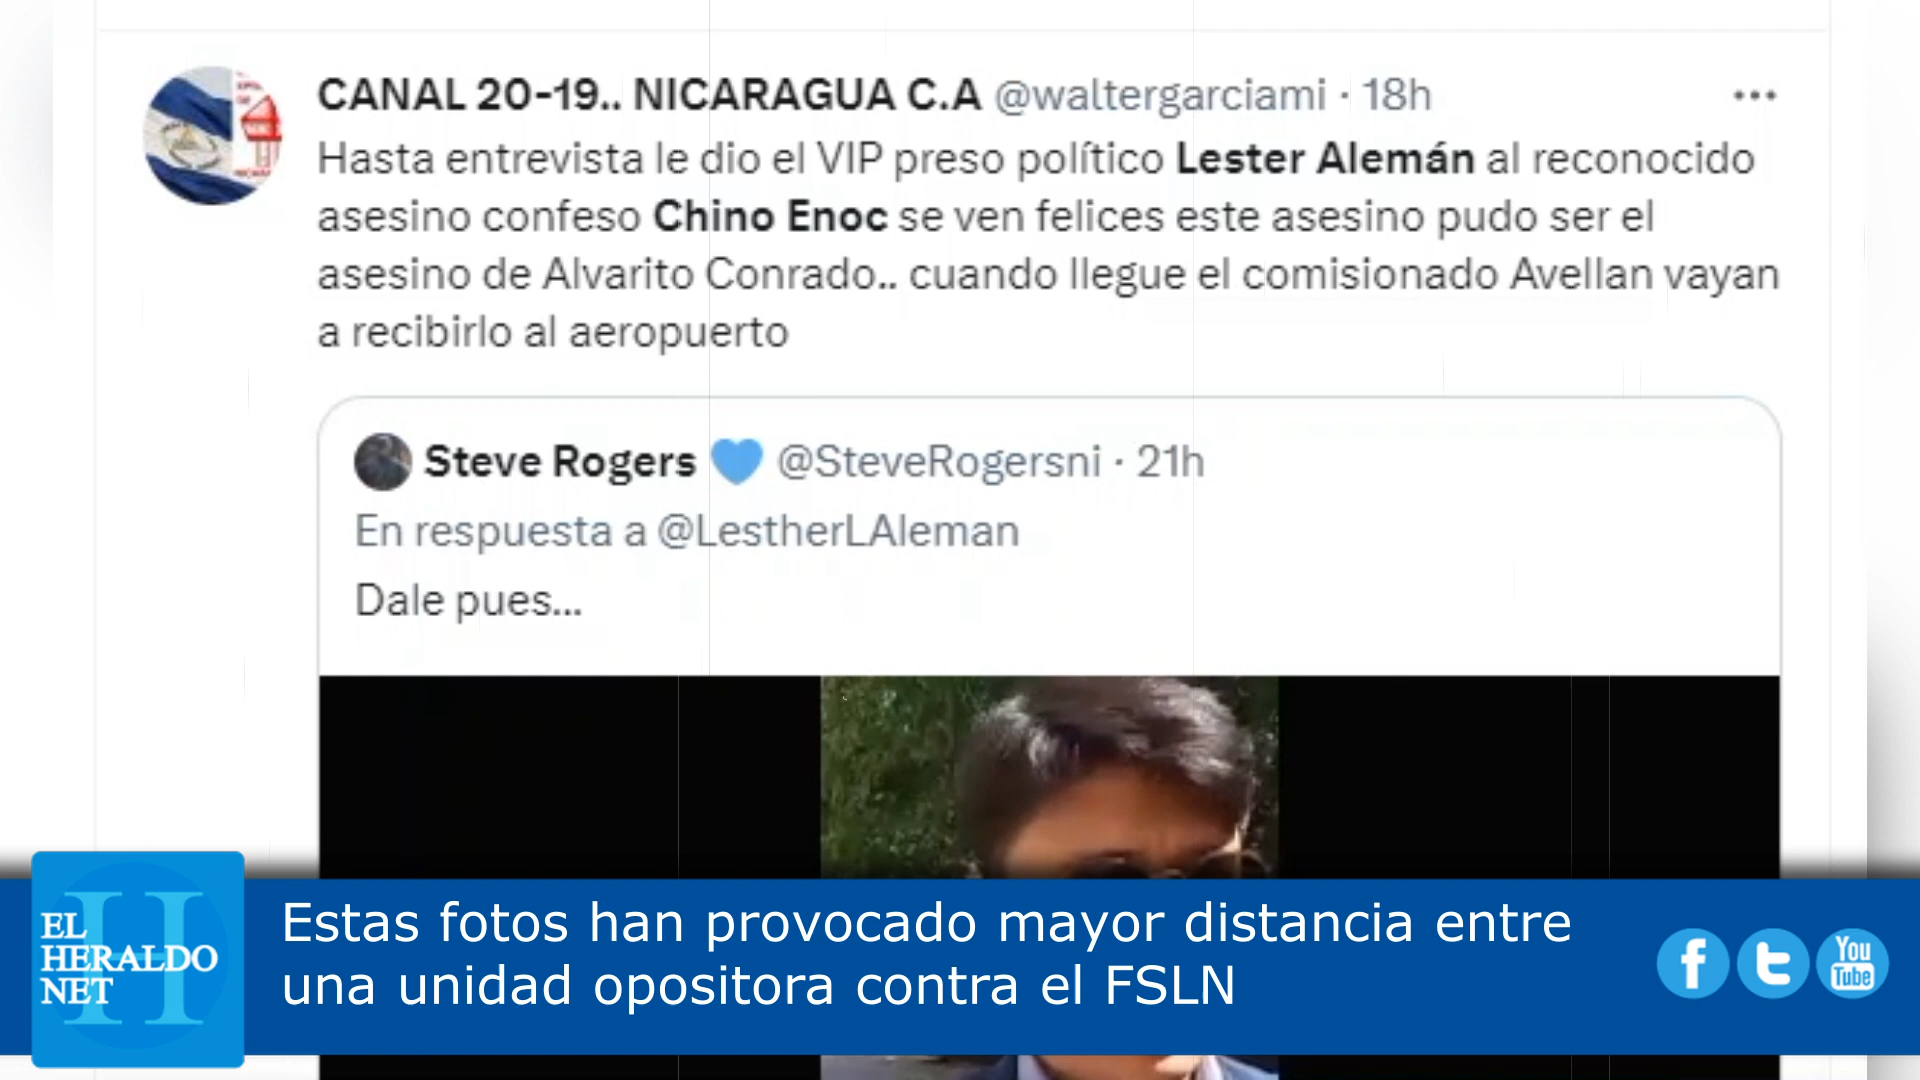 CANAL 20-19.. NICARAGUA C.A @waltergarciami · 18h
Hasta entrevista le dio el VIP preso político Lester Alemán al reconocido
asesino confeso Chino Enoc se ven felices este asesino pudo ser el
asesino de Alvarito Conrado.. cuando llegue el comisionado Avellan vayan
a recibirlo al aeropuerto
Steve Rogers 💙 @SteveRogersni · 21h
En respuesta a @LestherLAleman
Dale pues...
EL
HERALDO
NET
Estas fotos han provocado mayor distancia entre
una unidad opositora contra el FSLN
You
Tube